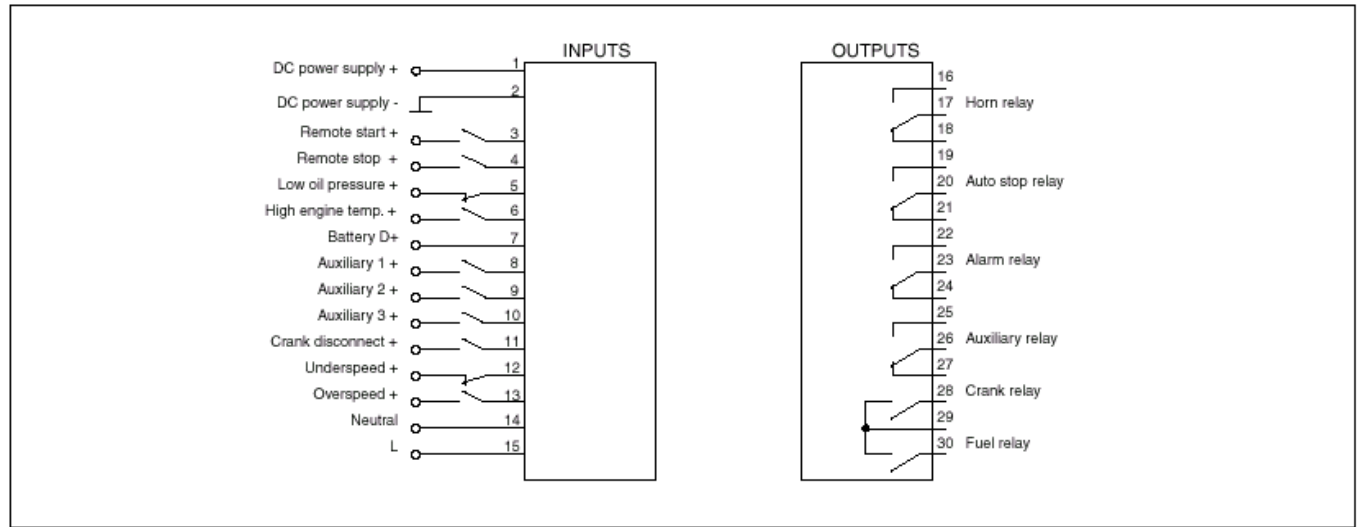 INPUTS
DC power supply + 1
DC power supply - 2
Remote start + 3
Remote stop + 4
Low oil pressure + 5
High engine temp. + 6
Battery D+ 7
Auxiliary 1 + 8
Auxiliary 2 + 9
Auxiliary 3 + 10
Crank disconnect + 11
Underspeed + 12
Overspeed + 13
Neutral 14
L 15
OUTPUTS
16
17 Horn relay
18
19
20 Auto stop relay
21
22
23 Alarm relay
24
25
26 Auxiliary relay
27
28 Crank relay
29
30 Fuel relay